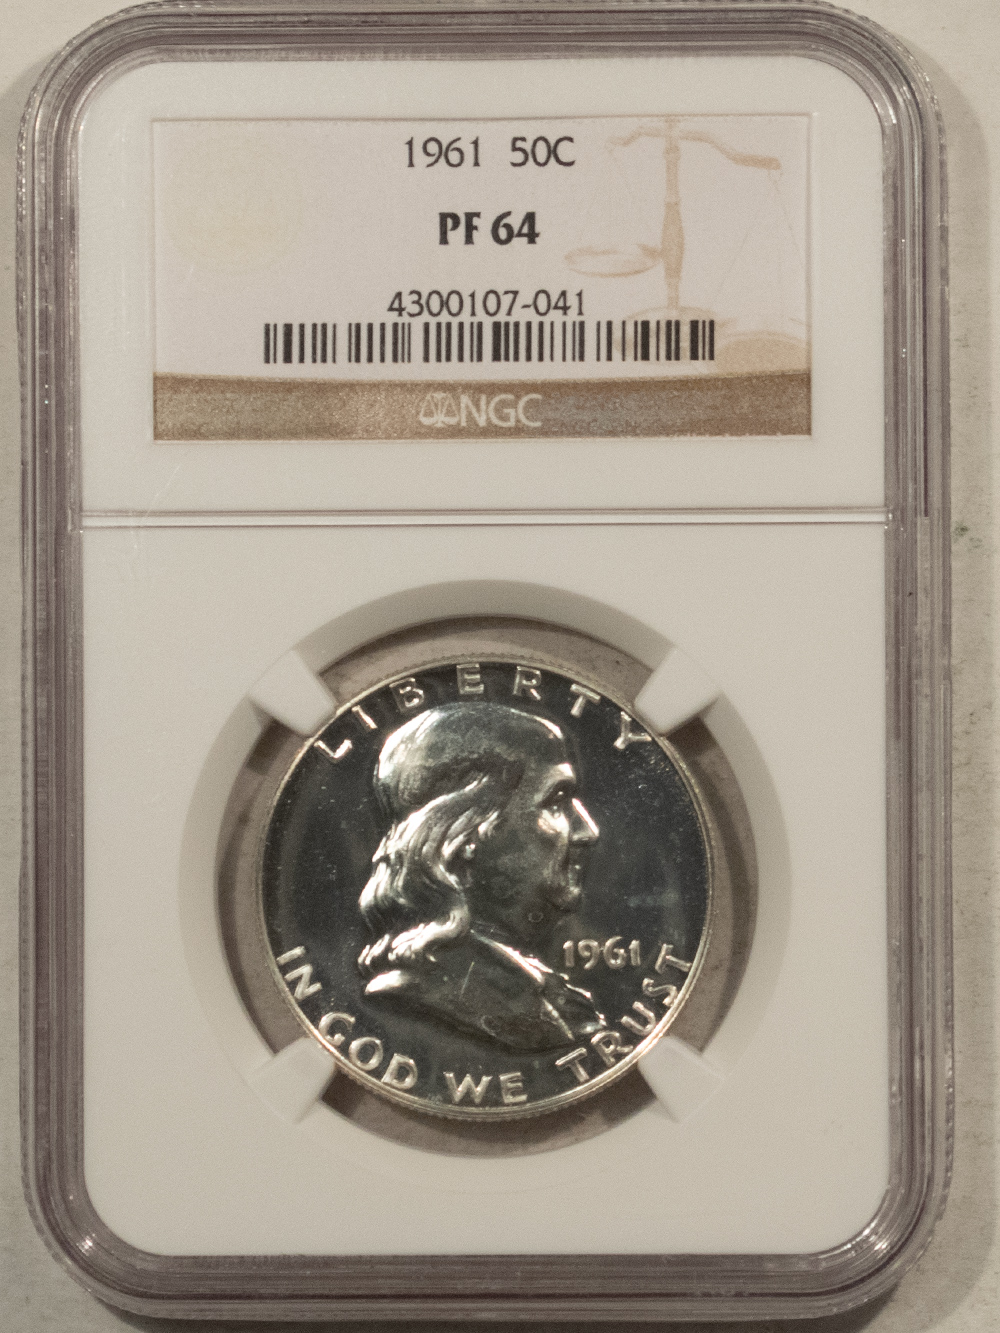 1961 50C
PF 64
4300107-041
NGC
LIBERTY
1961
IN GOD WE TRUST